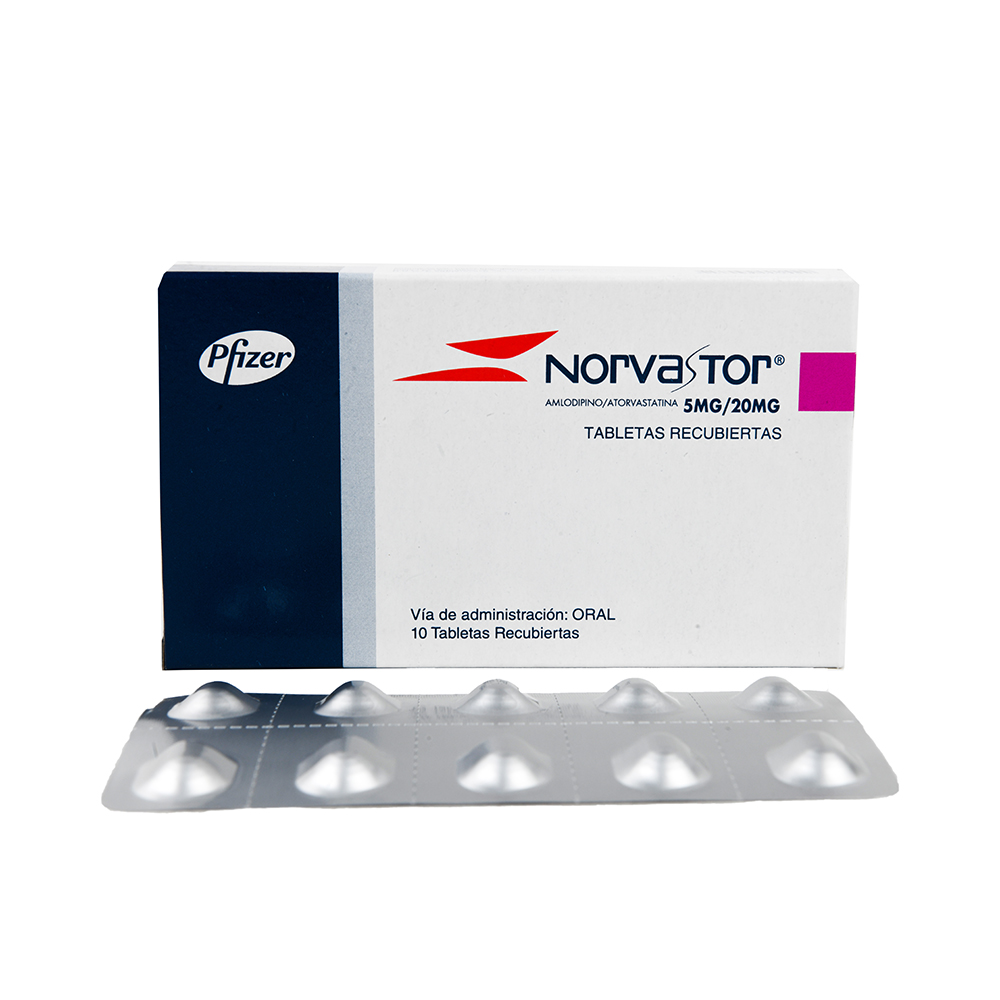 Pfizer
NORVASTOR®
AMLODIPINO/ATORVASTATINA 5MG/20MG
TABLETAS RECUBIERTAS
Vía de administración: ORAL
10 Tabletas Recubiertas